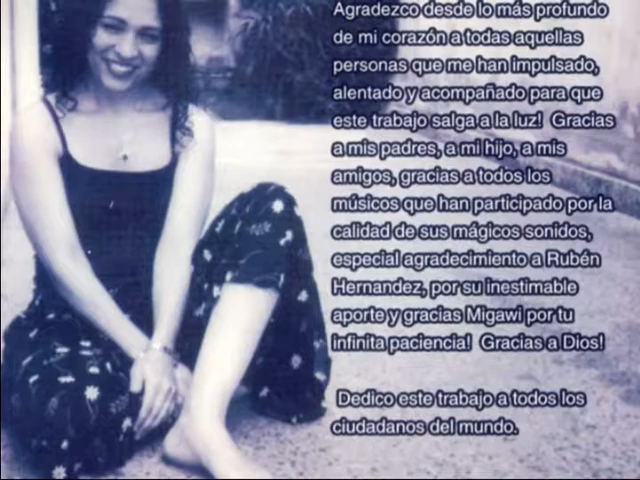 Agradezco desde lo más profundo
de mi corazón a todas aquellas
personas que me han impulsado,
alentado y acompañado para que
este trabajo salga a la luz!  Gracias
a mis padres, a mi hijo, a mis
amigos, gracias a todos los
músicos que han participado por la
calidad de sus mágicos sonidos,
especial agradecimiento a Rubén
Hernandez, por su inestimable
aporte y gracias Migawi por tu
infinita paciencia!  Gracias a Dios!
Dedico este trabajo a todos los
ciudadanos del mundo.